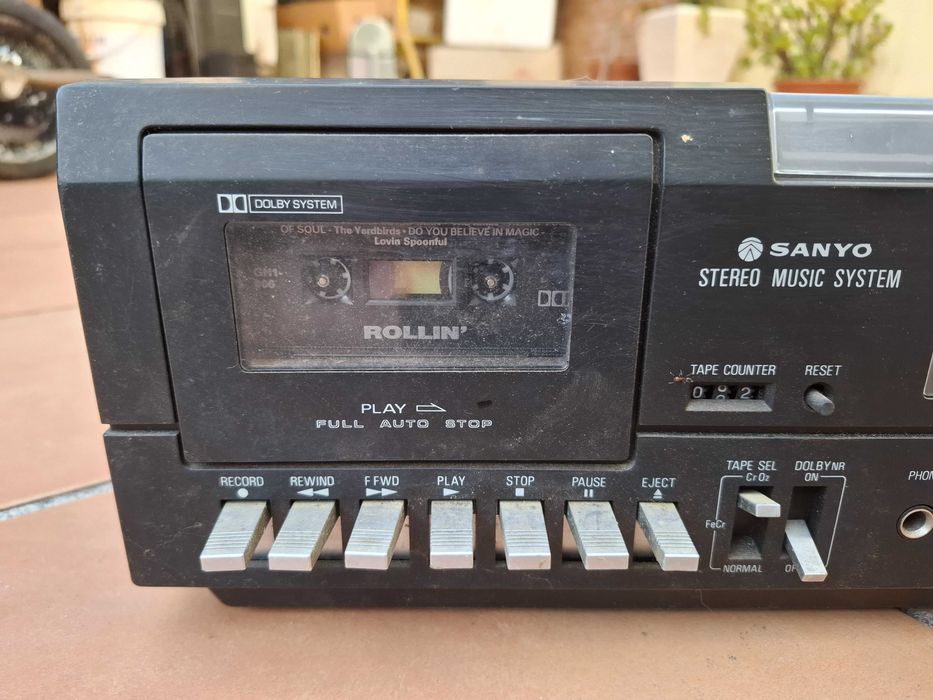 DOLBY SYSTEM
OF SOUL - The Yardbirds • DO YOU BELIEVE IN MAGIC -
Lovin Spoonful
ROLLIN'
PLAY
FULL AUTO STOP
SANYO
STEREO MUSIC SYSTEM
TAPE COUNTER
RESET
RECORD
REWIND
F FWD
PLAY
STOP
PAUSE
EJECT
TAPE SEL
CrO2
FeCr
NORMAL
DOLBY NR
ON